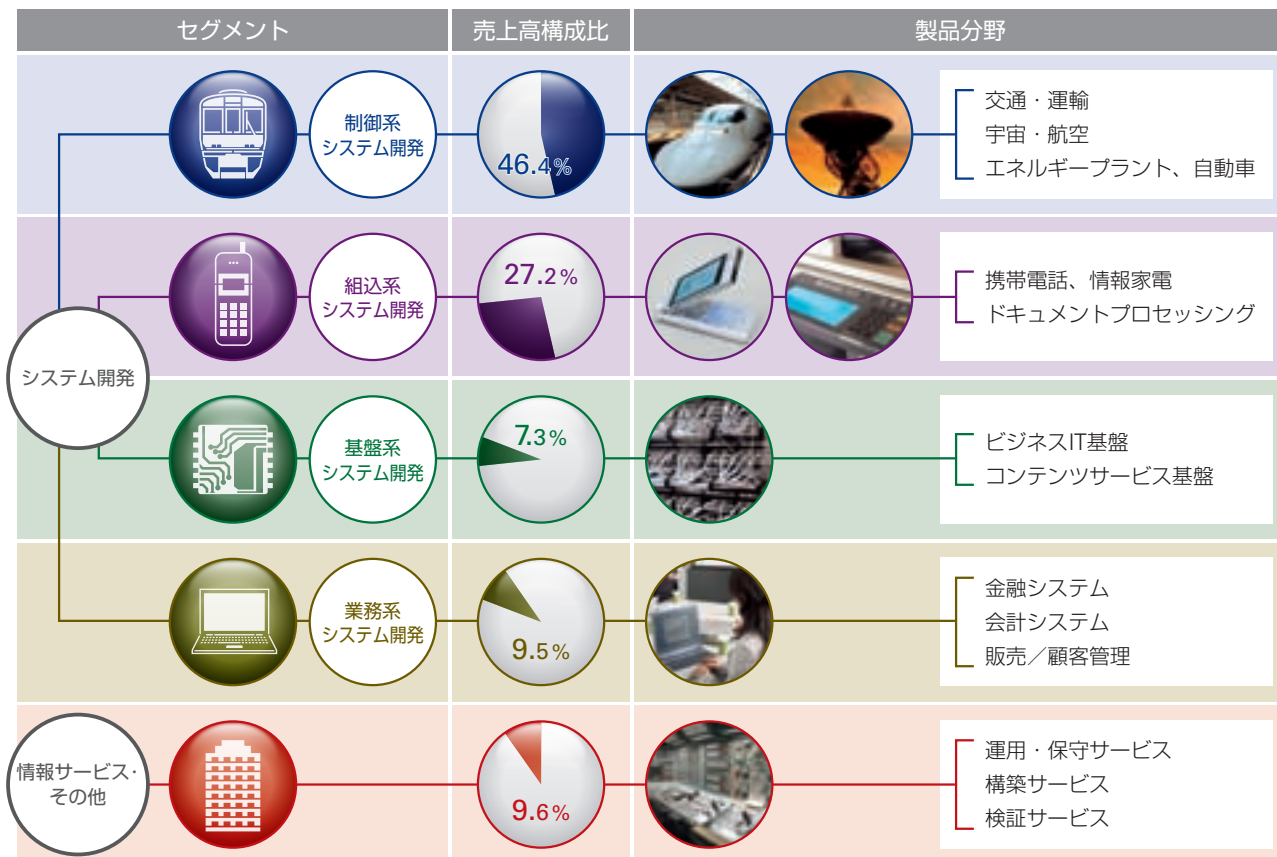 セグメント
売上高構成比
製品分野
システム開発
制御系
システム開発
46.4%
交通・運輸
宇宙・航空
エネルギープラント、自動車
組込系
システム開発
27.2%
携帯電話、情報家電
ドキュメントプロセッシング
基盤系
システム開発
7.3%
ビジネスIT基盤
コンテンツサービス基盤
業務系
システム開発
9.5%
金融システム
会計システム
販売／顧客管理
情報サービス・
その他
9.6%
運用・保守サービス
構築サービス
検証サービス